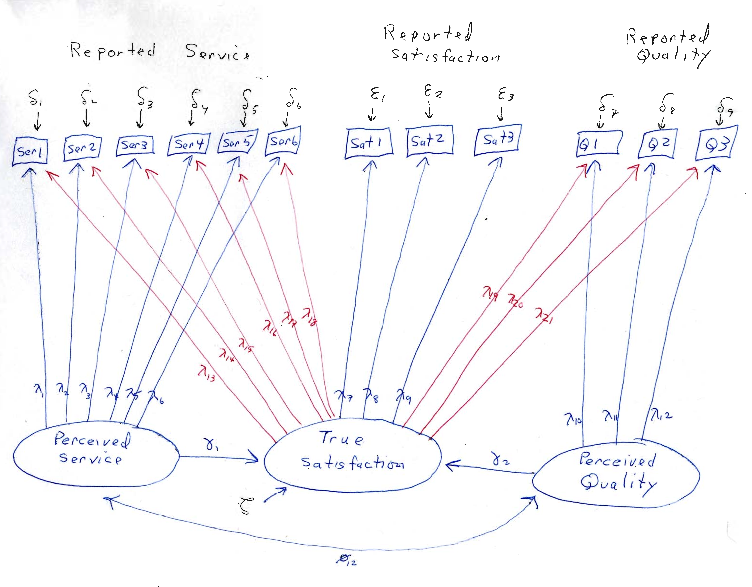 Reported Service
Reported
Satisfaction
Reported
Quality
δ₁ δ₂ δ₃ δ₄ δ₅ δ₆ ε₁ ε₂ ε₃ δ₇ δ₈ δ₉
Ser1 Ser2 Ser3 Ser4 Ser5 Ser6 Sat1 Sat2 Sat3 Q1 Q2 Q3
λ₁₉ λ₂₀ λ₂₁
λ₁₃ λ₁₄ λ₁₅ λ₁₆ λ₁₇ λ₁₈
λ₁ λ₂ λ₃ λ₄ λ₅ λ₆ λ₇ λ₈ λ₉ λ₁₀ λ₁₁ λ₁₂
Perceived
Service
γ₁
True
Satisfaction
γ₂
Perceived
Quality
ζ
ø₁₂